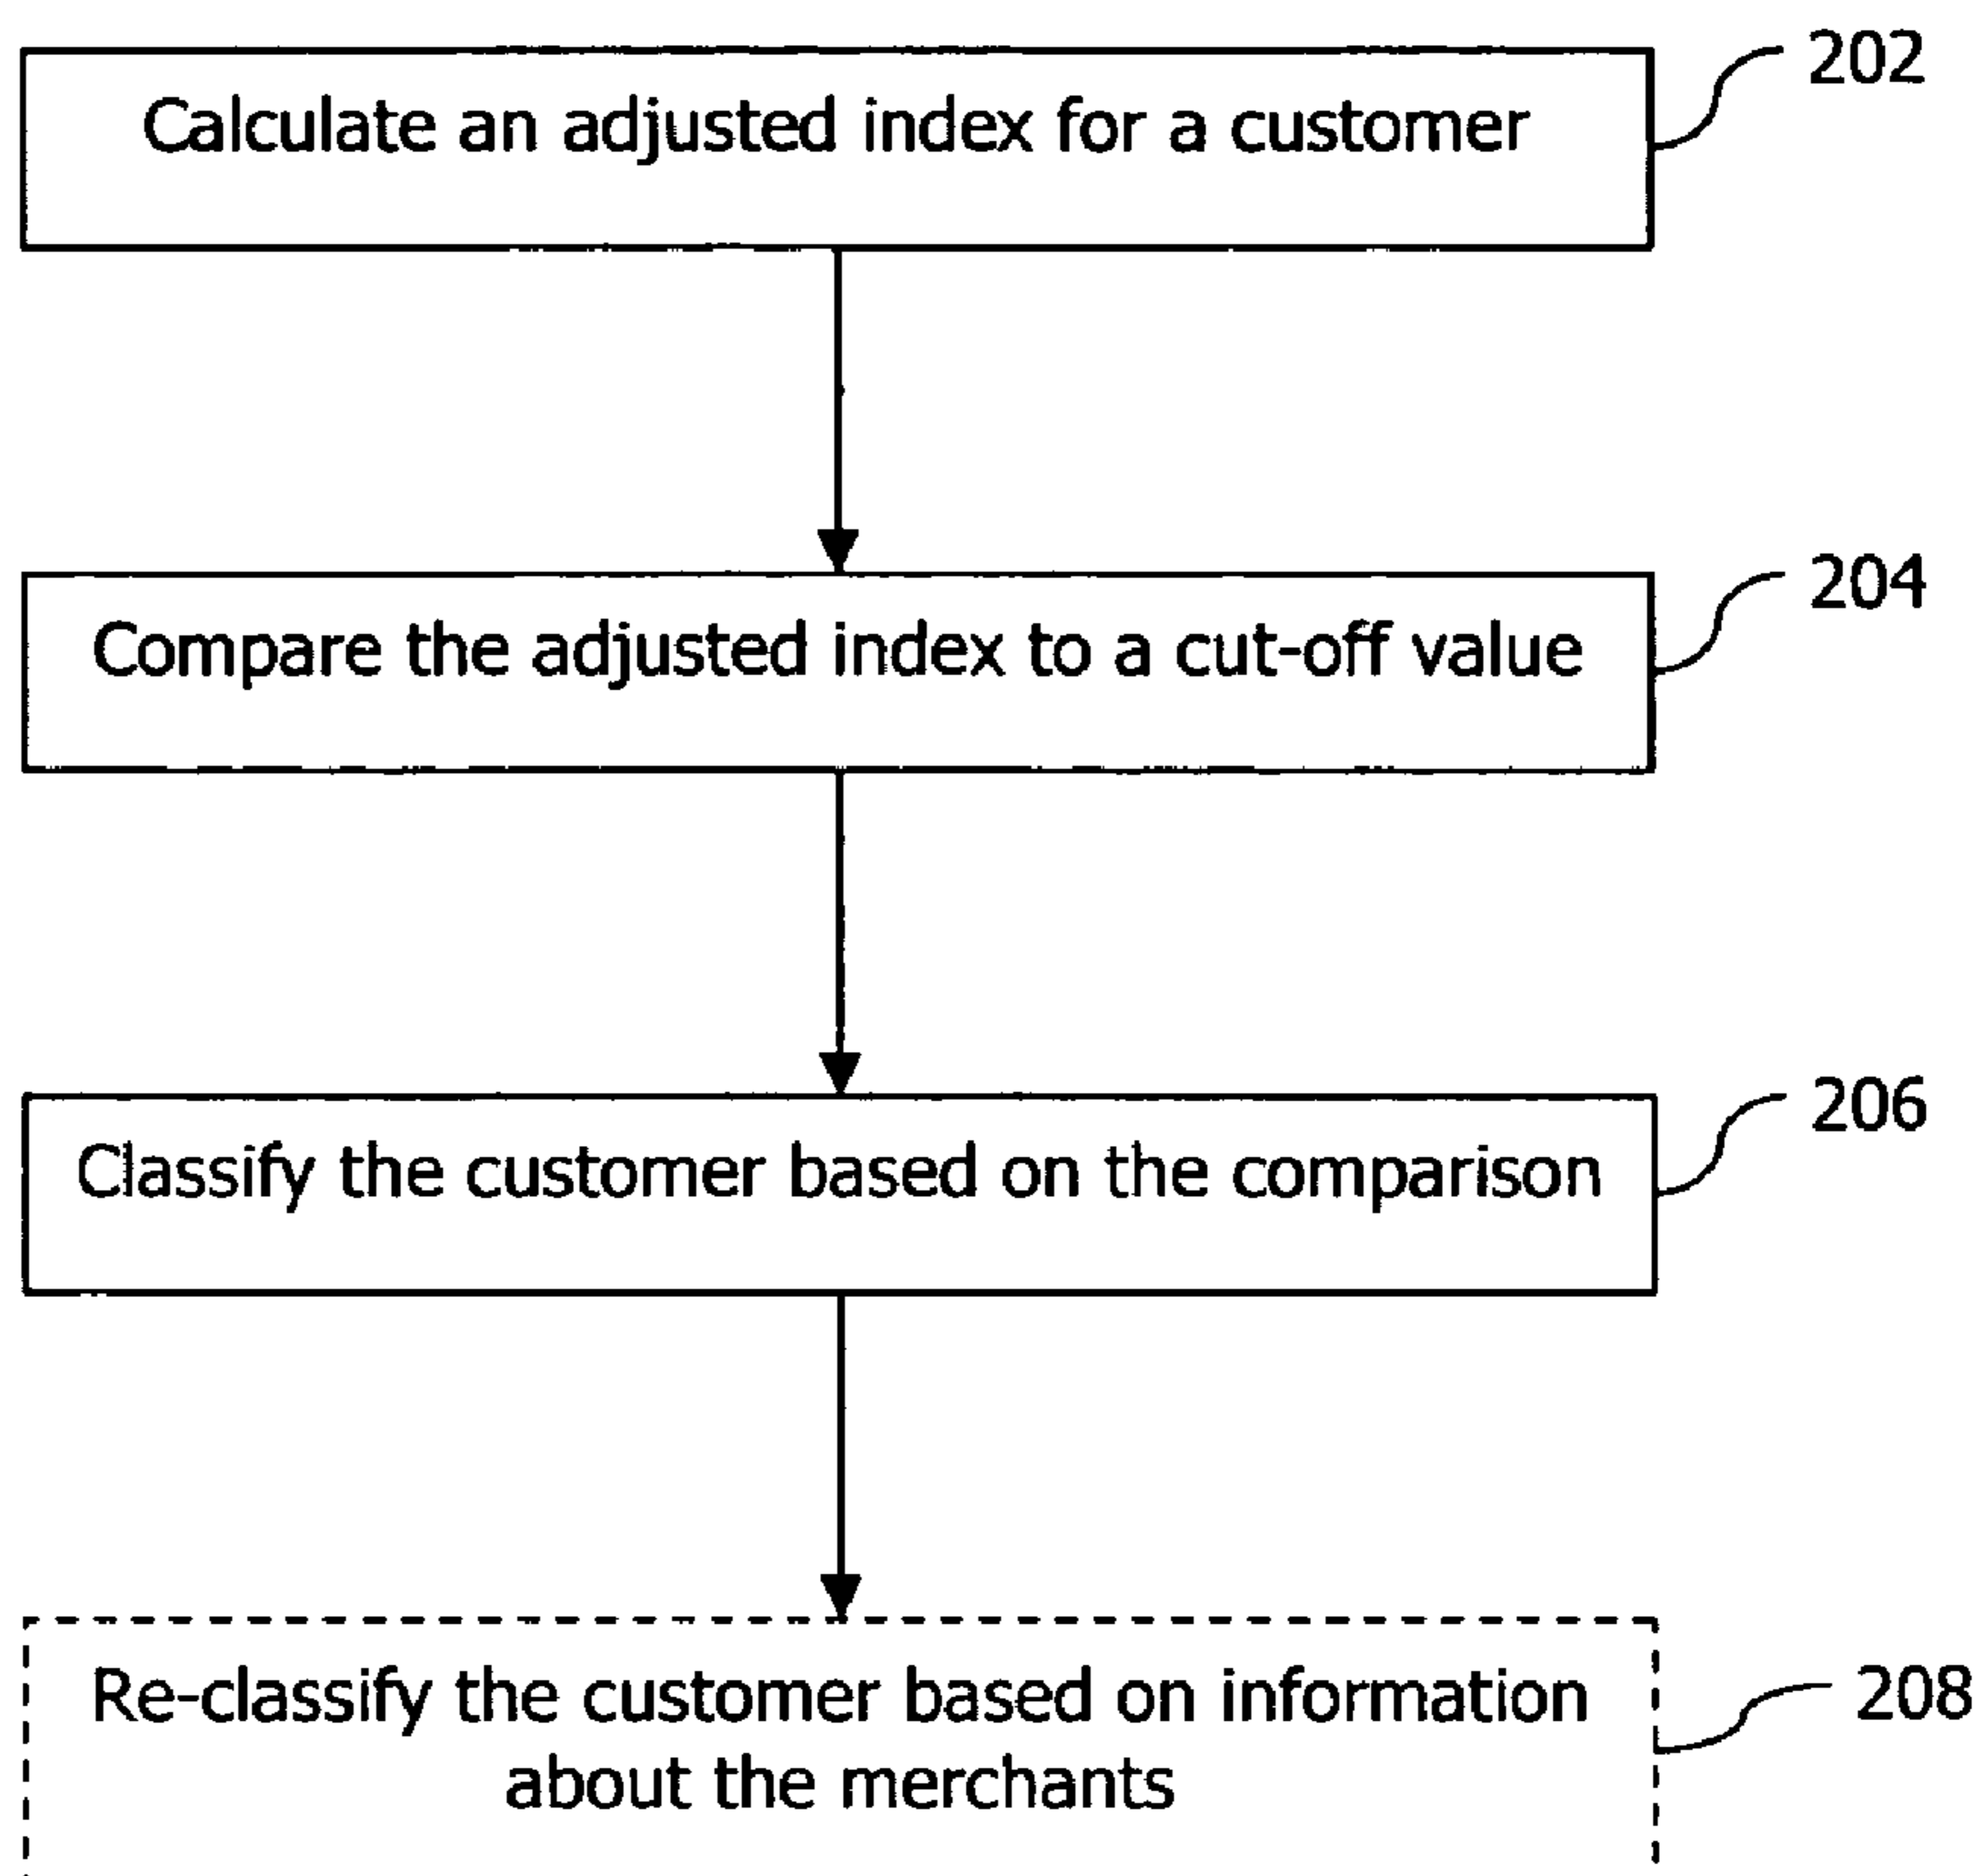 Calculate an adjusted index for a customer
202
Compare the adjusted index to a cut-off value
204
Classify the customer based on the comparison
206
Re-classify the customer based on information
about the merchants
208